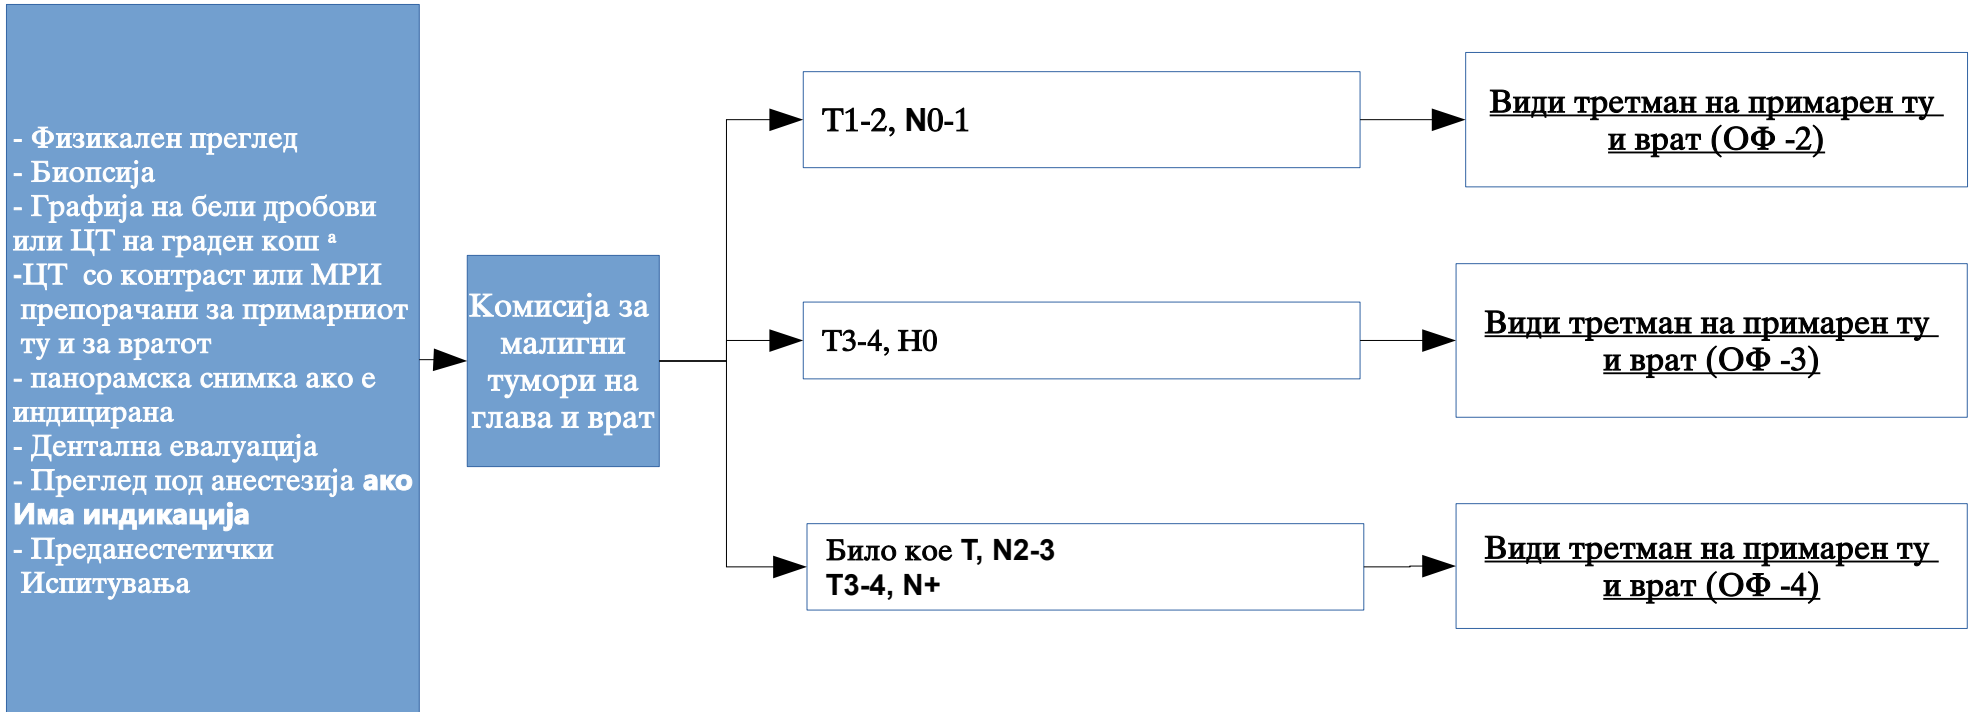 - Физикален преглед
- Биопсија
- Графија на бели дробови
или ЦТ на граден кош ᵃ
-ЦТ со контраст или МРИ
препорачани за примарниот
ту и за вратот
- панорамска снимка ако е
индицирана
- Дентална евалуација
- Преглед под анестезија ако
Има индикација
- Преданестетички
Испитувања
Комисија за
малигни
тумори на
глава и врат
Т1-2, N0-1
Т3-4, Н0
Било кое T, N2-3
T3-4, N+
Види третман на примарен ту
и врат (ОФ -2)
Види третман на примарен ту
и врат (ОФ -3)
Види третман на примарен ту
и врат (ОФ -4)